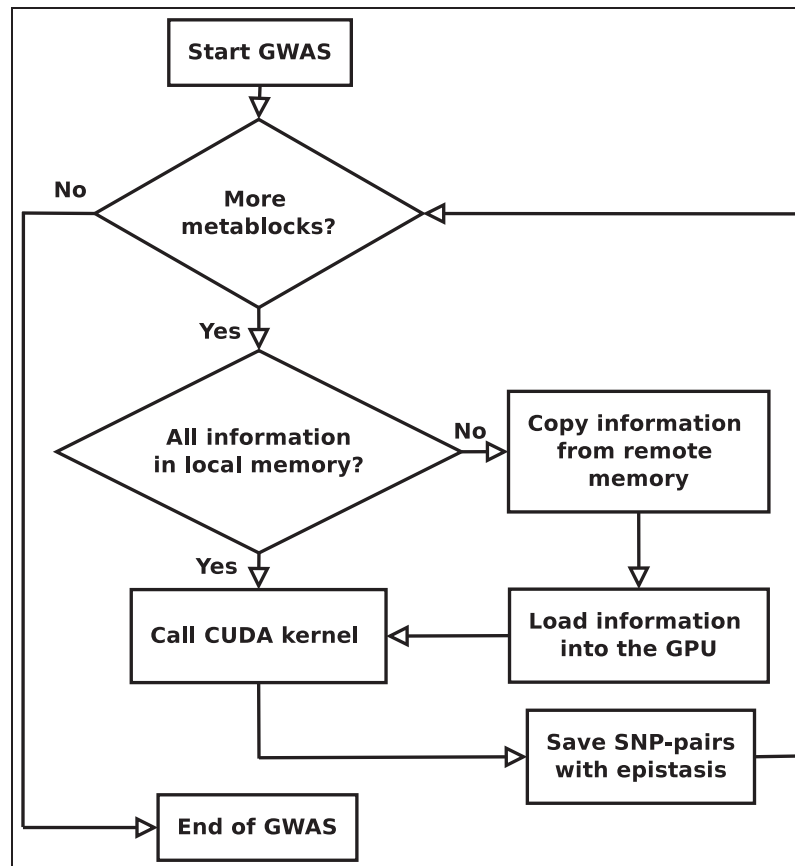 Start GWAS
No
More
metablocks?
Yes
All information
in local memory?
No
Copy information
from remote
memory
Yes
Call CUDA kernel
Load information
into the GPU
Save SNP-pairs
with epistasis
End of GWAS